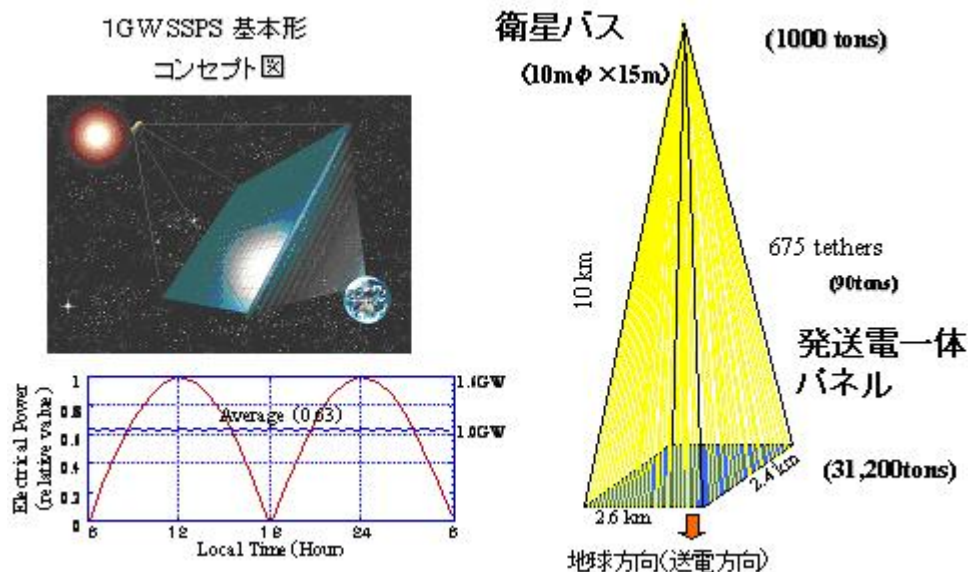 1GW SSPS 基本形
コンセプト図
衛星バス
(10mφ×15m)
(1000 tons)
10 km
675 tethers
(90tons)
発送電一体
パネル
(31,200tons)
2.4 km
2.6 km
地球方向(送電方向)
Electrical Power
(relative value)
1
0.8
0.6
0.4
0.2
0
Average (0.63)
1.6GW
1.0GW
6 12 18 24 6
Local Time (Hour)